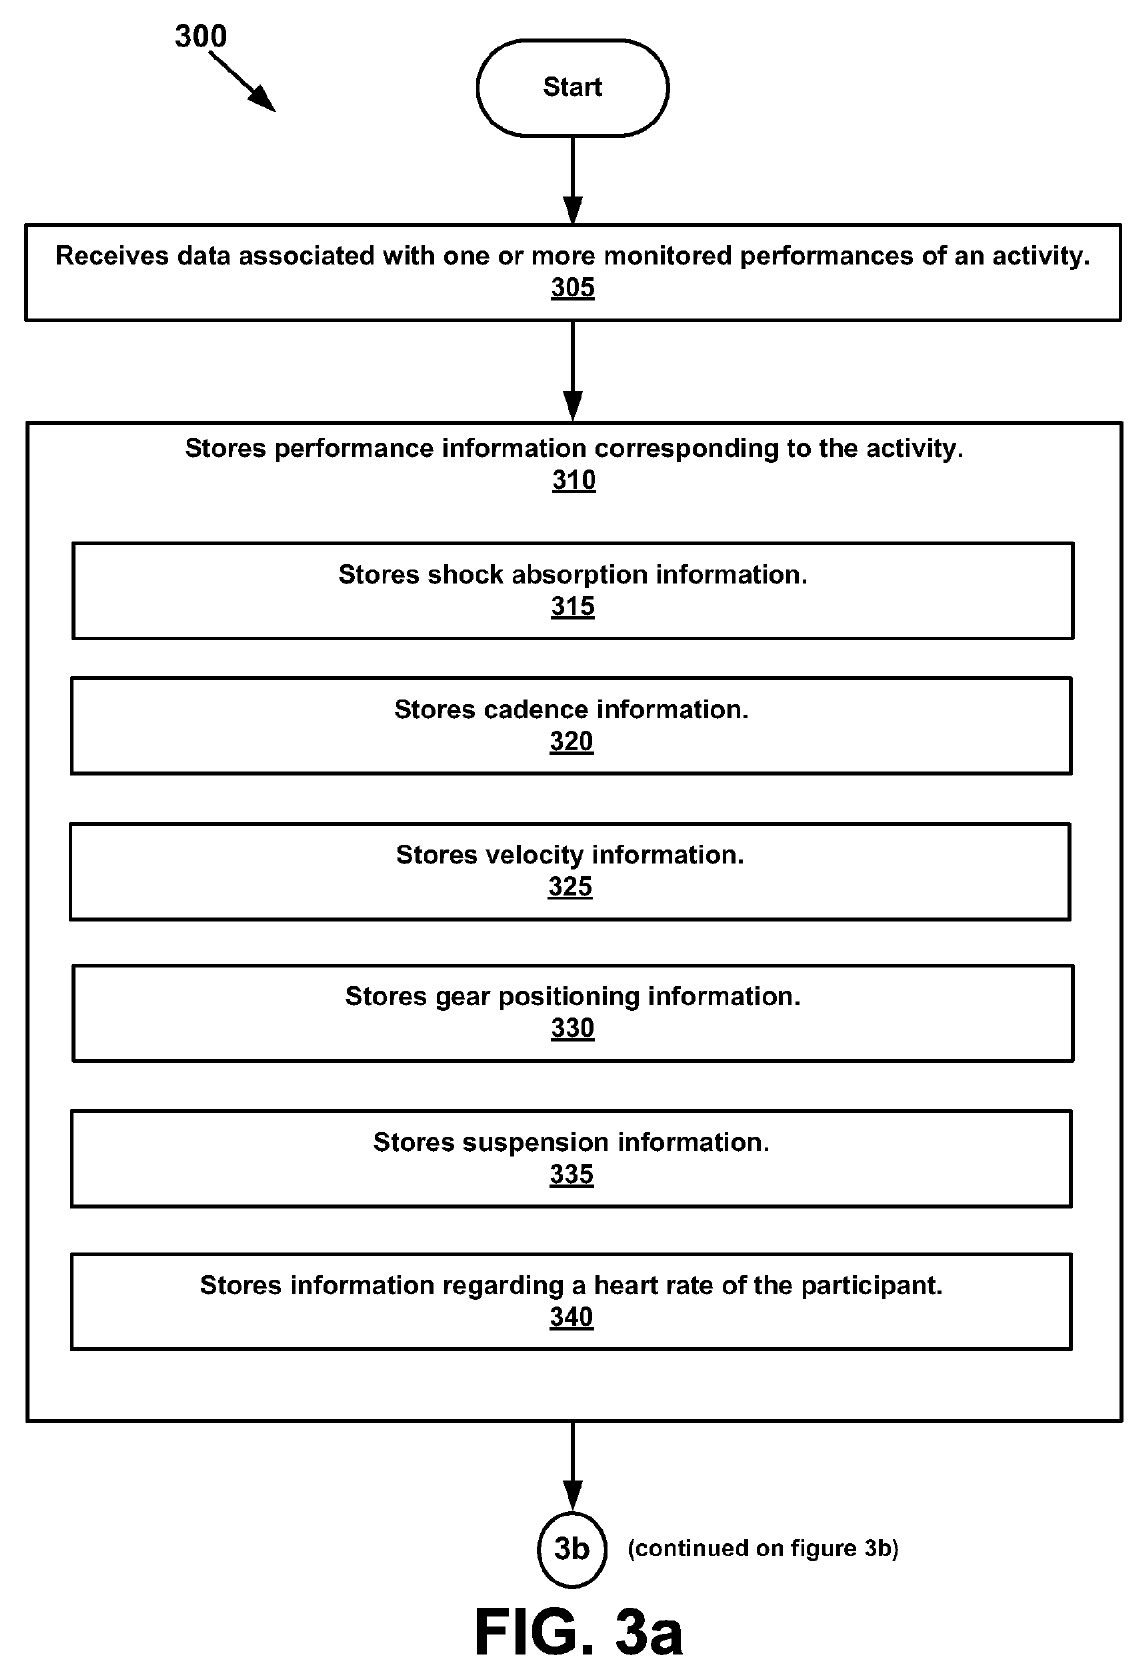 300
Start
Receives data associated with one or more monitored performances of an activity.
305
Stores performance information corresponding to the activity.
310
Stores shock absorption information.
315
Stores cadence information.
320
Stores velocity information.
325
Stores gear positioning information.
330
Stores suspension information.
335
Stores information regarding a heart rate of the participant.
340
3b (continued on figure 3b)
FIG. 3a